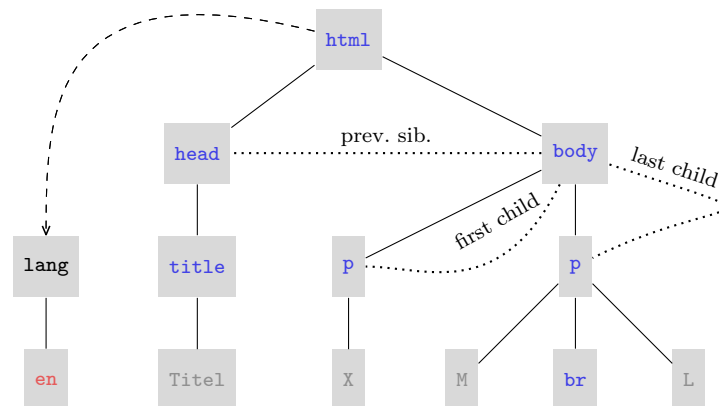 html
head
prev. sib.
body
last child
first child
lang
title
p
p
en
Titel
X
M
br
L